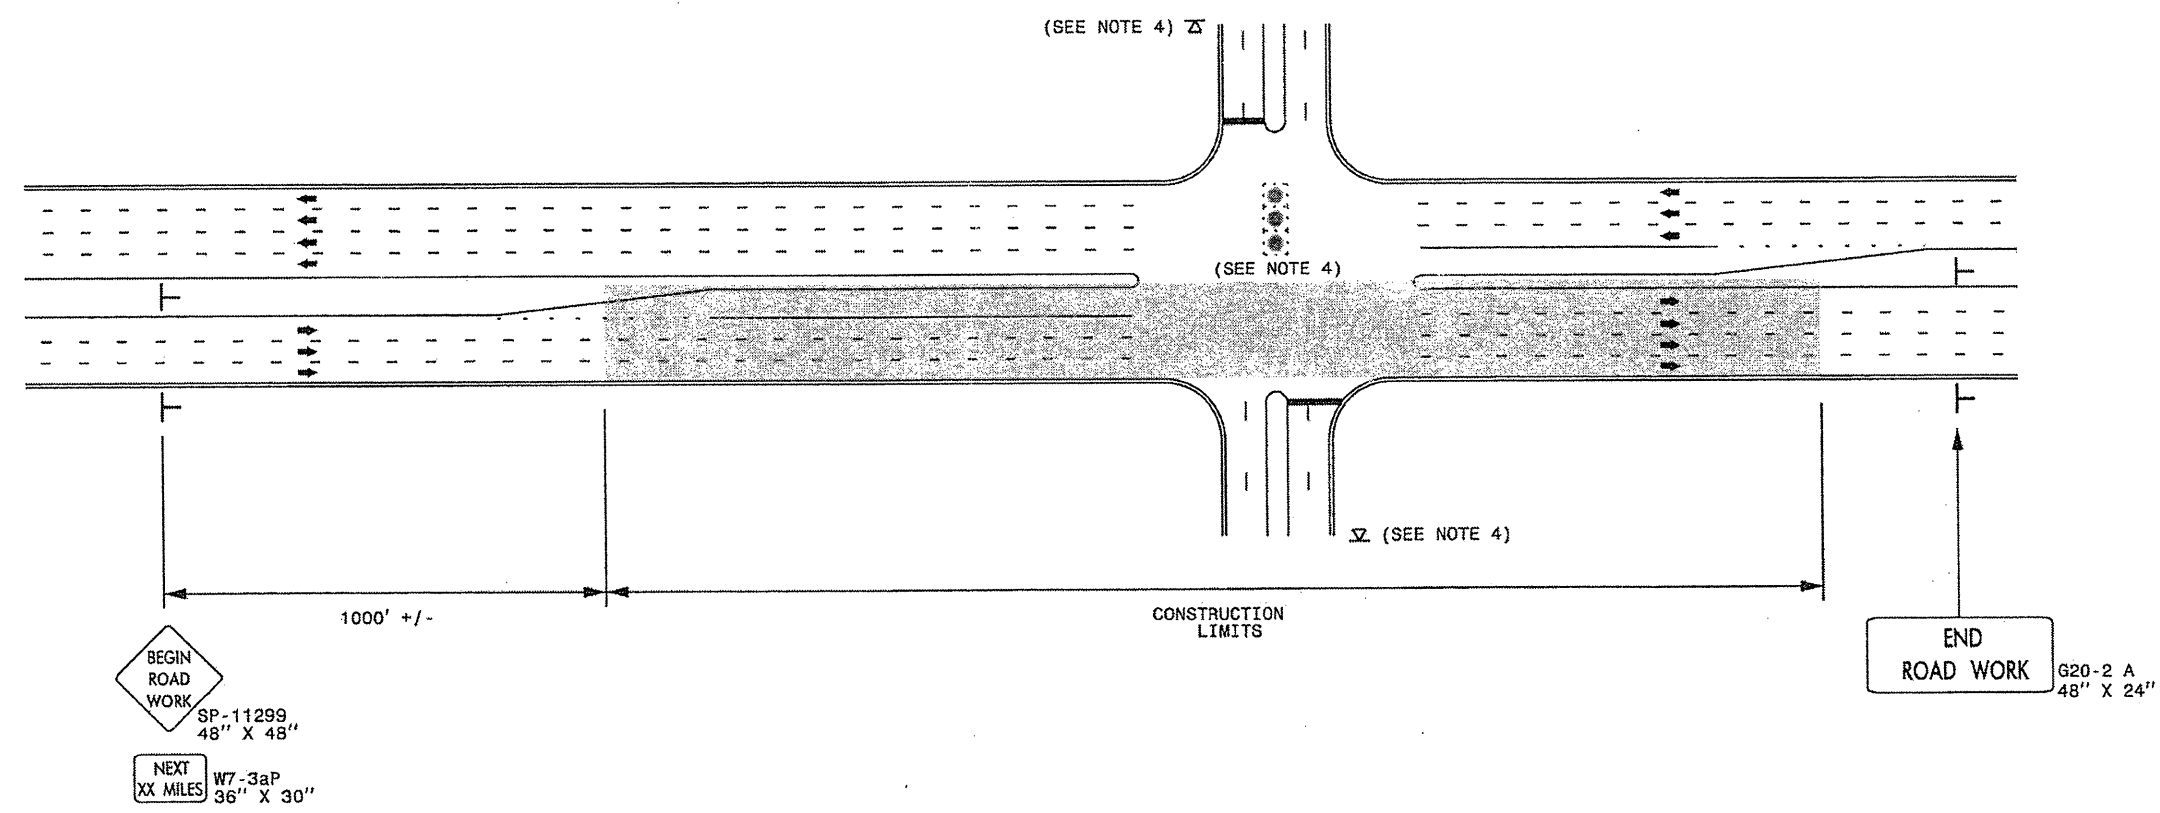 (SEE NOTE 4)
(SEE NOTE 4)
(SEE NOTE 4)
1000' +/-
CONSTRUCTION
LIMITS
BEGIN
ROAD
WORK
SP-11299
48" X 48"
NEXT
XX MILES
W7-3aP
36" X 30"
END
ROAD WORK
G20-2 A
48" X 24"